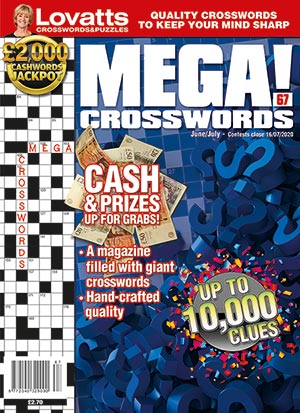 Lovatts
CROSSWORDS&PUZZLES
QUALITY CROSSWORDS
TO KEEP YOUR MIND SHARP
£2,000
CASHWORDS
JACKPOT
MEGA!
67
CROSSWORDS
June/July • Contests close 16/07/2020
MEGA
CROSSWORDS
CASH
& PRIZES
UP FOR GRABS!
• A magazine
filled with giant
crosswords
• Hand-crafted
quality
UP TO
10,000
CLUES
£2.70